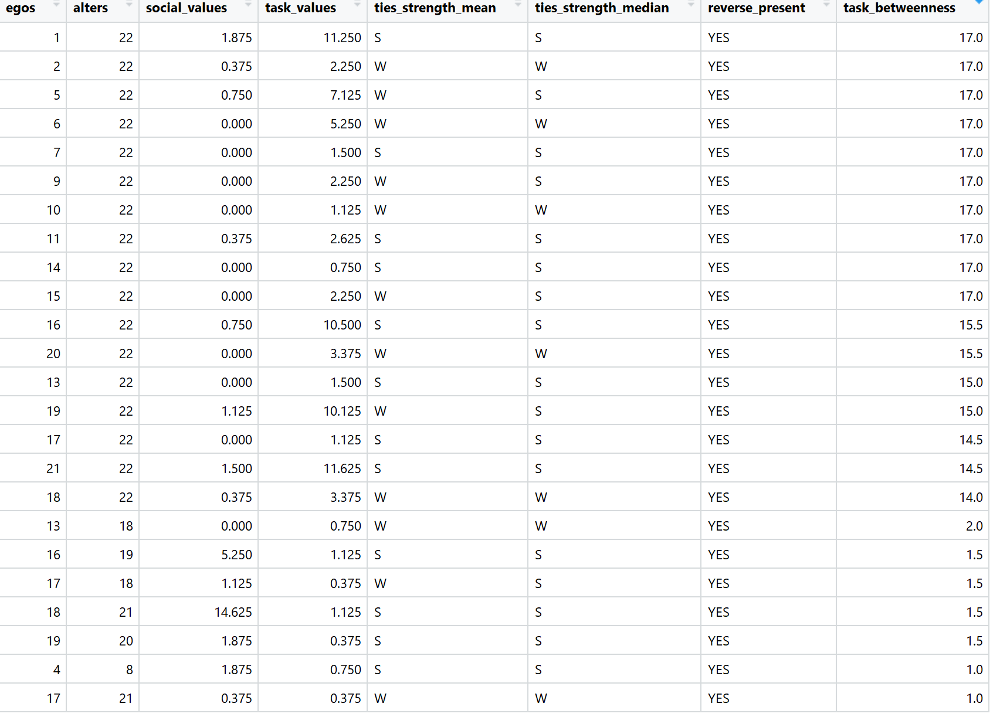 egos alters social_values task_values ties_strength_mean ties_strength_median reverse_present task_betweenness
1 22 1.875 11.250 S S YES 17.0
2 22 0.375 2.250 W W YES 17.0
5 22 0.750 7.125 W S YES 17.0
6 22 0.000 5.250 W W YES 17.0
7 22 0.000 1.500 S S YES 17.0
9 22 0.000 2.250 W S YES 17.0
10 22 0.000 1.125 W W YES 17.0
11 22 0.375 2.625 S S YES 17.0
14 22 0.000 0.750 S S YES 17.0
15 22 0.000 2.250 W S YES 17.0
16 22 0.750 10.500 S S YES 15.5
20 22 0.000 3.375 W W YES 15.5
13 22 0.000 1.500 S S YES 15.0
19 22 1.125 10.125 W S YES 15.0
17 22 0.000 1.125 S S YES 14.5
21 22 1.500 11.625 S S YES 14.5
18 22 0.375 3.375 W W YES 14.0
13 18 0.000 0.750 W W YES 2.0
16 19 5.250 1.125 S S YES 1.5
17 18 1.125 0.375 W S YES 1.5
18 21 14.625 1.125 S S YES 1.5
19 20 1.875 0.375 S S YES 1.5
4 8 1.875 0.750 S S YES 1.0
17 21 0.375 0.375 W W YES 1.0